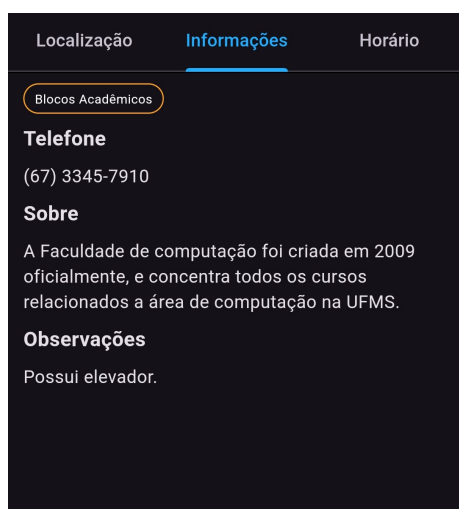 Localização Informações Horário
Blocos Acadêmicos
Telefone
(67) 3345-7910
Sobre
A Faculdade de computação foi criada em 2009
oficialmente, e concentra todos os cursos
relacionados a área de computação na UFMS.
Observações
Possui elevador.